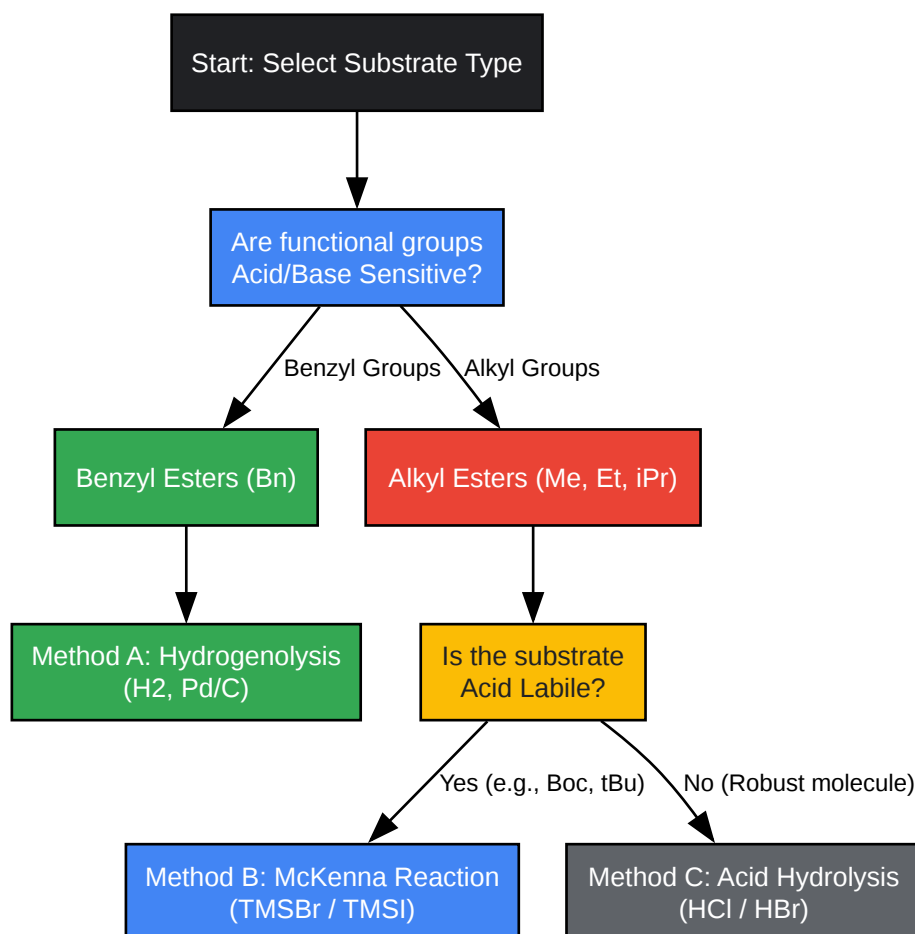 Start: Select Substrate Type
Are functional groups
Acid/Base Sensitive?
Benzyl Groups
Alkyl Groups
Benzyl Esters (Bn)
Alkyl Esters (Me, Et, iPr)
Method A: Hydrogenolysis
(H2, Pd/C)
Is the substrate
Acid Labile?
Yes (e.g., Boc, tBu)
No (Robust molecule)
Method B: McKenna Reaction
(TMSBr / TMSI)
Method C: Acid Hydrolysis
(HCl / HBr)